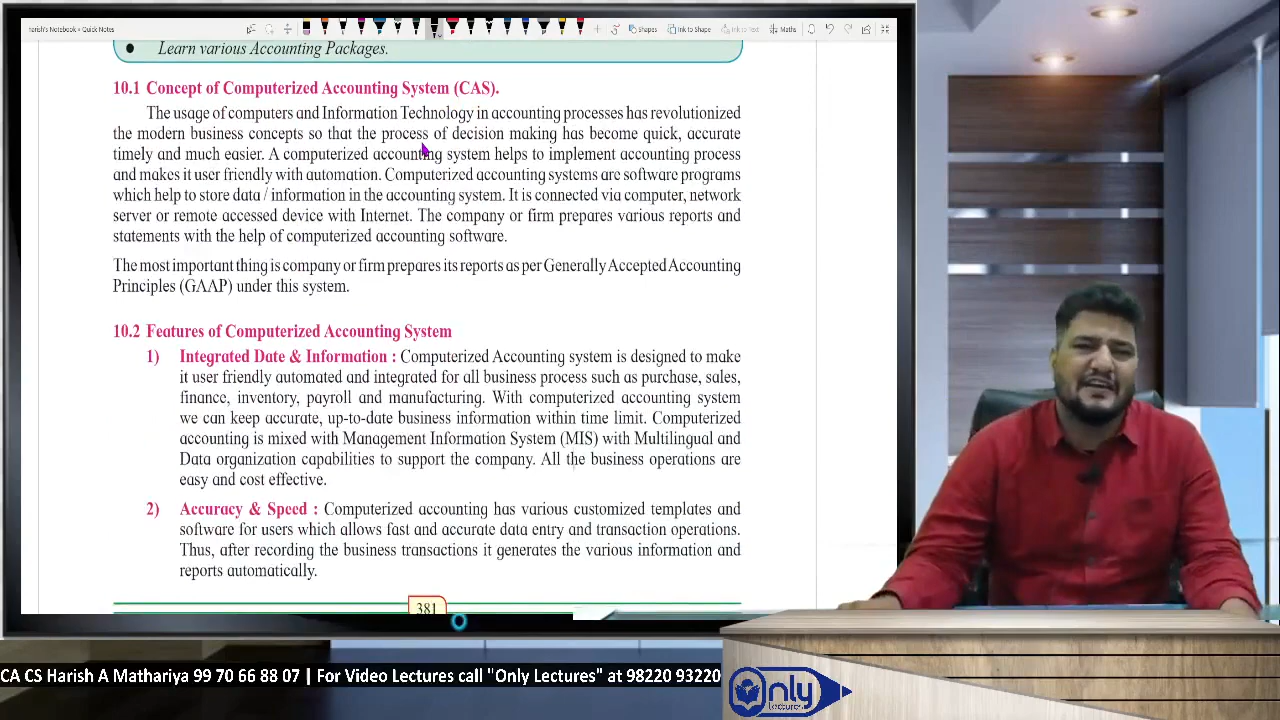 harish's Notebook » Quick Notes
Shapes
Ink to Shape
Ink to Text
Maths
● Learn various Accounting Packages.
10.1 Concept of Computerized Accounting System (CAS).
The usage of computers and Information Technology in accounting processes has revolutionized
the modern business concepts so that the process of decision making has become quick, accurate
timely and much easier. A computerized accounting system helps to implement accounting process
and makes it user friendly with automation. Computerized accounting systems are software programs
which help to store data / information in the accounting system. It is connected via computer, network
server or remote accessed device with Internet. The company or firm prepares various reports and
statements with the help of computerized accounting software.
The most important thing is company or firm prepares its reports as per Generally Accepted Accounting
Principles (GAAP) under this system.
10.2 Features of Computerized Accounting System
1) Integrated Date & Information : Computerized Accounting system is designed to make
it user friendly automated and integrated for all business process such as purchase, sales,
finance, inventory, payroll and manufacturing. With computerized accounting system
we can keep accurate, up-to-date business information within time limit. Computerized
accounting is mixed with Management Information System (MIS) with Multilingual and
Data organization capabilities to support the company. All the business operations are
easy and cost effective.
2) Accuracy & Speed : Computerized accounting has various customized templates and
software for users which allows fast and accurate data entry and transaction operations.
Thus, after recording the business transactions it generates the various information and
reports automatically.
381
CA CS Harish A Mathariya 99 70 66 88 07 | For Video Lectures call "Only Lectures" at 98220 93220
Only
Lectures